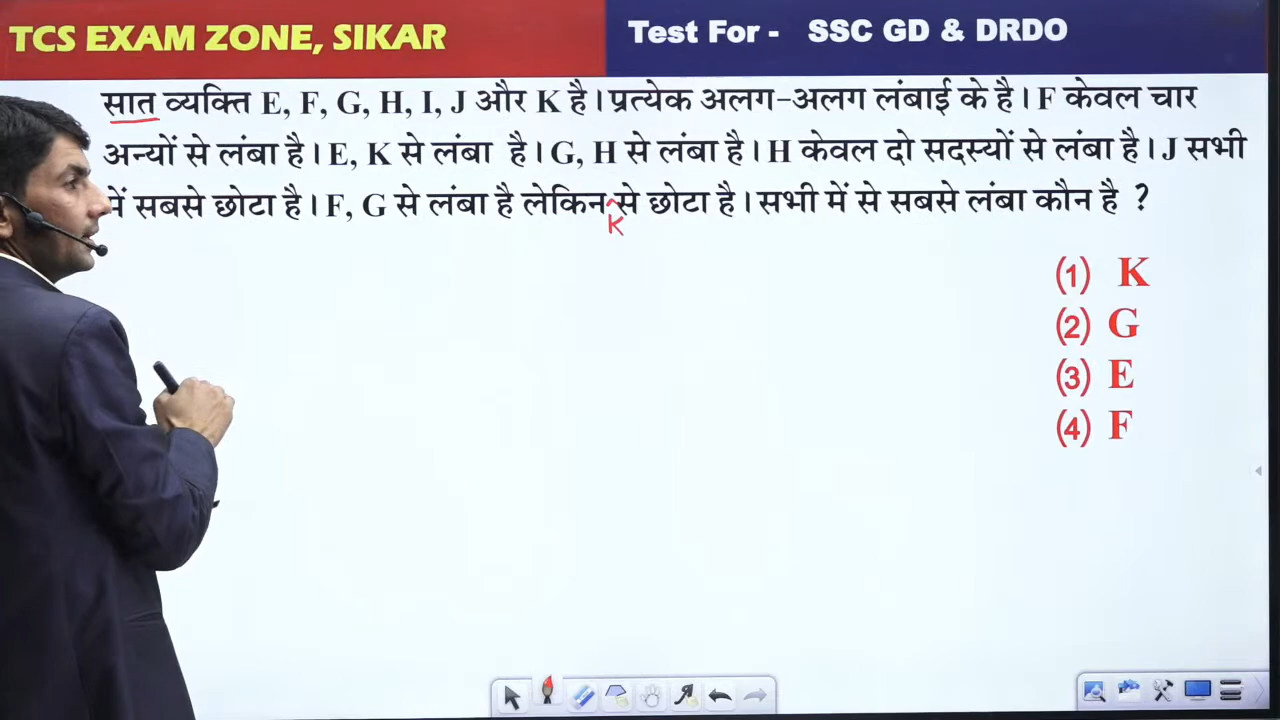 TCS EXAM ZONE, SIKAR
Test For - SSC GD & DRDO
सात व्यक्ति E, F, G, H, I, J और K है। प्रत्येक अलग-अलग लंबाई के है। F केवल चार
अन्यों से लंबा है। E, K से लंबा है। G, H से लंबा है। H केवल दो सदस्यों से लंबा है। J सभी
में सबसे छोटा है। F, G से लंबा है लेकिन से छोटा है। सभी में से सबसे लंबा कौन है ?
K
(1) K
(2) G
(3) E
(4) F